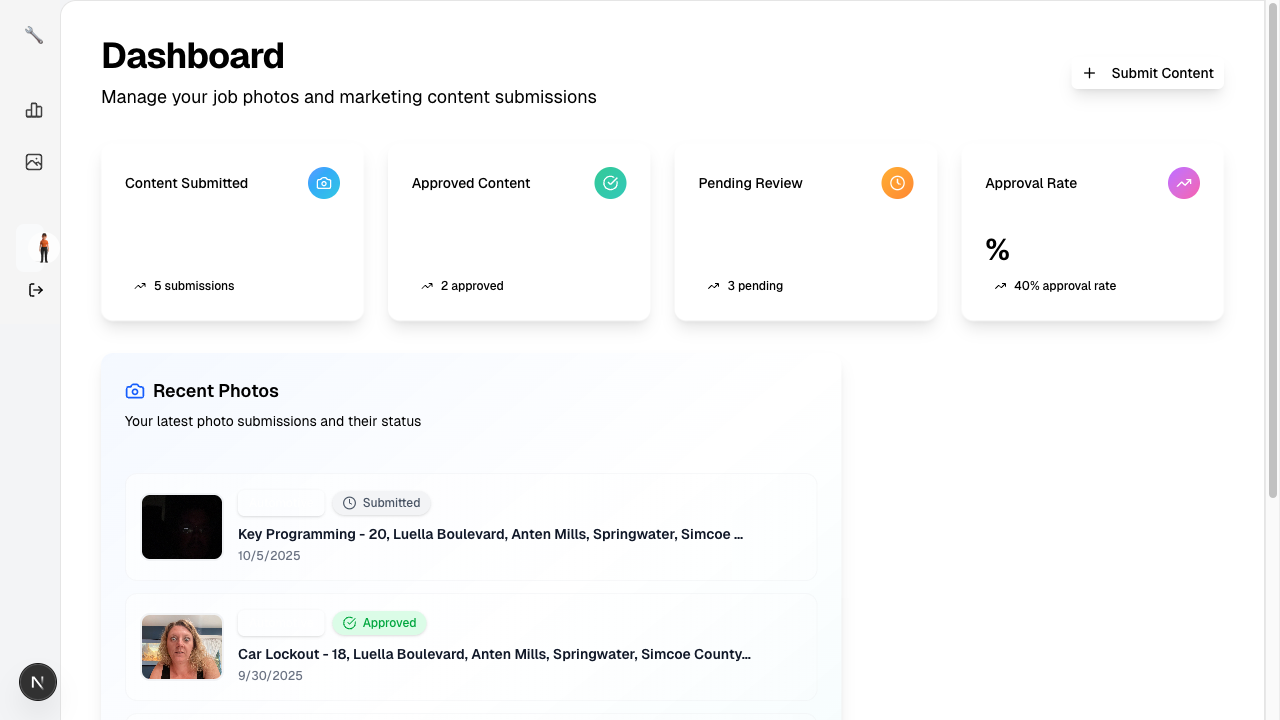 Dashboard
Manage your job photos and marketing content submissions
Submit Content
Content Submitted
5 submissions
Approved Content
2 approved
Pending Review
3 pending
Approval Rate
%
40% approval rate
Recent Photos
Your latest photo submissions and their status
Submitted
Key Programming - 20, Luella Boulevard, Anten Mills, Springwater, Simcoe ...
10/5/2025
Approved
Car Lockout - 18, Luella Boulevard, Anten Mills, Springwater, Simcoe County...
9/30/2025
N